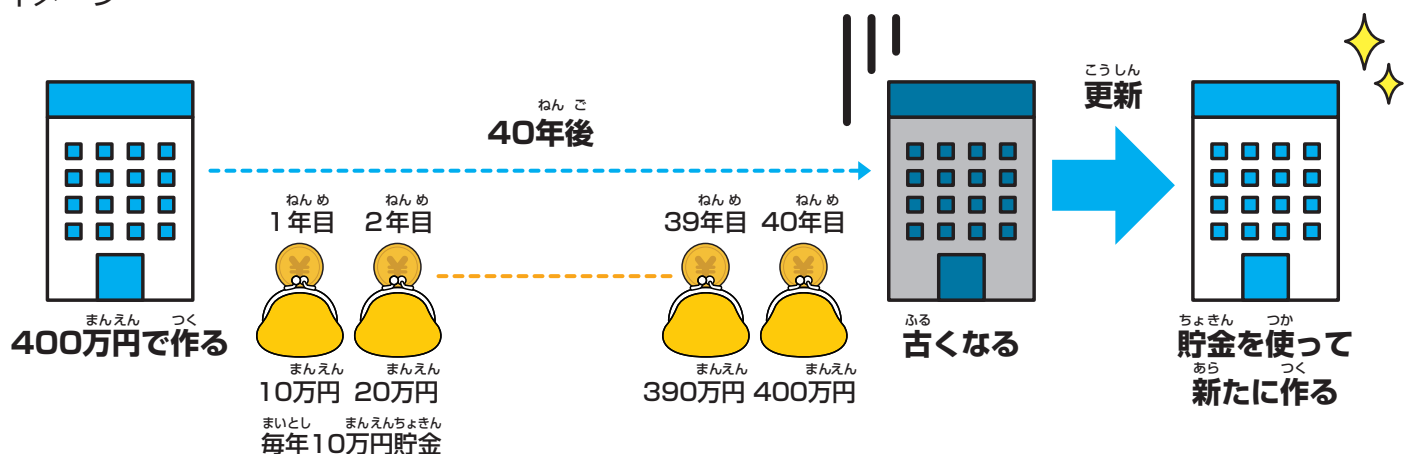 イメージ
ねんご
40年後
こうしん
更新
ねんめ ねんめ ねんめ ねんめ
1年目 2年目 39年目 40年目
まんえん つく
400万円で作る
ふる
古くなる
ちょきん つか
貯金を使って
あら つく
新たに作る
まんえん まんえん まんえん まんえん
10万円 20万円 390万円 400万円
まいとし まんえんちょきん
毎年10万円貯金